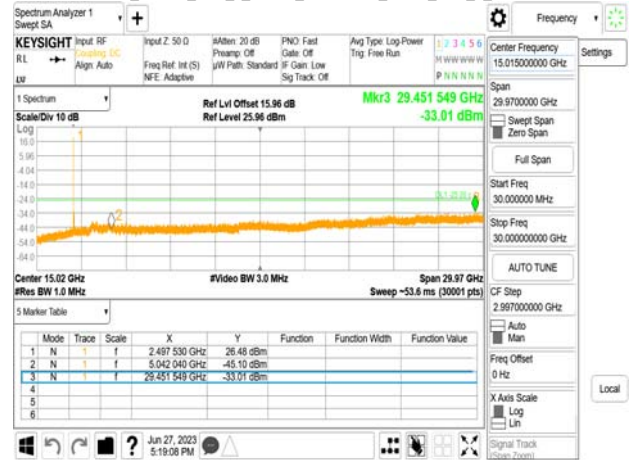 Spectrum Analyzer 1
Swept SA
+
Frequency
KEYSIGHT
RL
Input: RF
Coupling: DC
Align: Auto
Input Z: 50 Ω
Freq Ref: Int (S)
NFE: Adaptive
#Atten: 20 dB
Preamp: Off
µW Path: Standard
PNO: Fast
Gate: Off
IF Gain: Low
Sig Track: Off
Avg Type: Log-Power
Trig: Free Run
1 2 3 4 5 6
M W W W W W
P N N N N N
1 Spectrum
Scale/Div 10 dB
Ref Lvl Offset 15.96 dB
Ref Level 25.96 dBm
Mkr3 29.451 549 GHz
-33.01 dBm
Log
16.0
5.96
-4.04
-14.0
-24.0
-34.0
-44.0
-54.0
-64.0
1
2
Center 15.02 GHz
#Res BW 1.0 MHz
#Video BW 3.0 MHz
Span 29.97 GHz
Sweep ~53.6 ms (30001 pts)
5 Marker Table
Mode Trace Scale X Y Function Function Width Function Value
1 N 1 f 2.497 530 GHz 26.48 dBm
2 N 1 f 5.042 040 GHz -45.10 dBm
3 N 1 f 29.451 549 GHz -33.01 dBm
4
5
6
?
Jun 27, 2023
5:19:08 PM
Center Frequency
15.015000000 GHz
Span
29.9700000 GHz
Swept Span
Zero Span
Full Span
Start Freq
30.000000 MHz
Stop Freq
30.000000000 GHz
AUTO TUNE
CF Step
2.997000000 GHz
Auto
Man
Freq Offset
0 Hz
X Axis Scale
Log
Lin
Signal Track
(Span Zoom)
Settings
Local